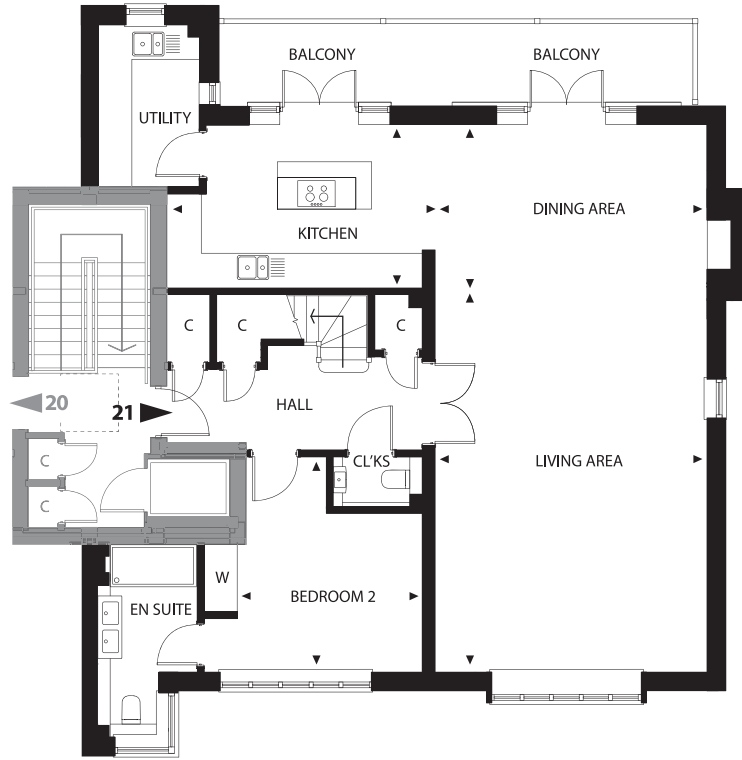 BALCONY
BALCONY
UTILITY
DINING AREA
KITCHEN
C
C
C
20
21
HALL
C
CL'KS
LIVING AREA
C
W
BEDROOM 2
EN SUITE